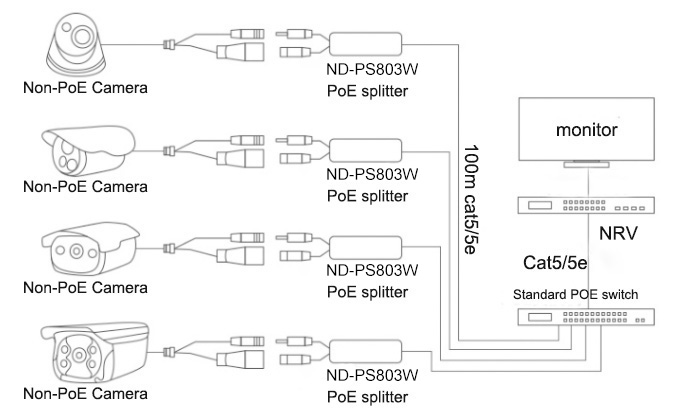 Non-PoE Camera
ND-PS803W
PoE splitter
Non-PoE Camera
ND-PS803W
PoE splitter
Non-PoE Camera
ND-PS803W
PoE splitter
Non-PoE Camera
ND-PS803W
PoE splitter
100m cat5/5e
monitor
NRV
Cat5/5e
Standard POE switch